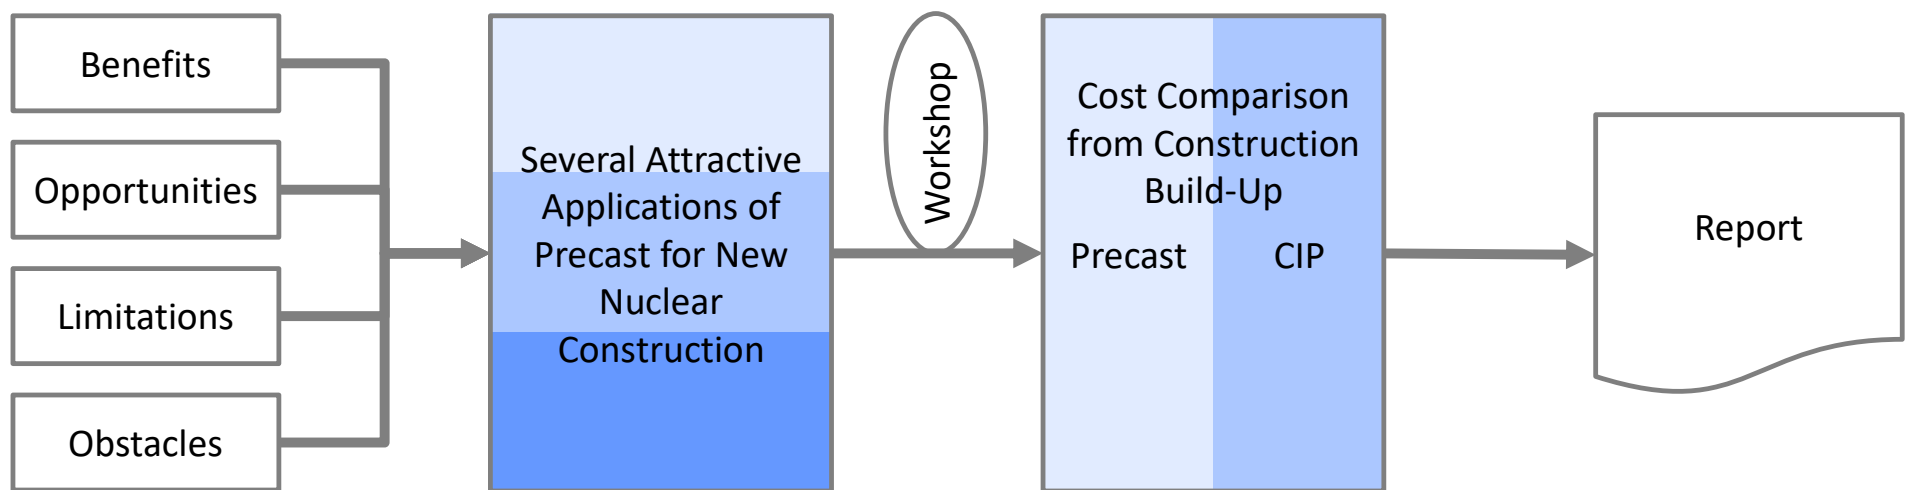 Benefits
Opportunities
Limitations
Obstacles
Several Attractive
Applications of
Precast for New
Nuclear
Construction
Workshop
Cost Comparison
from Construction
Build-Up
Precast
CIP
Report